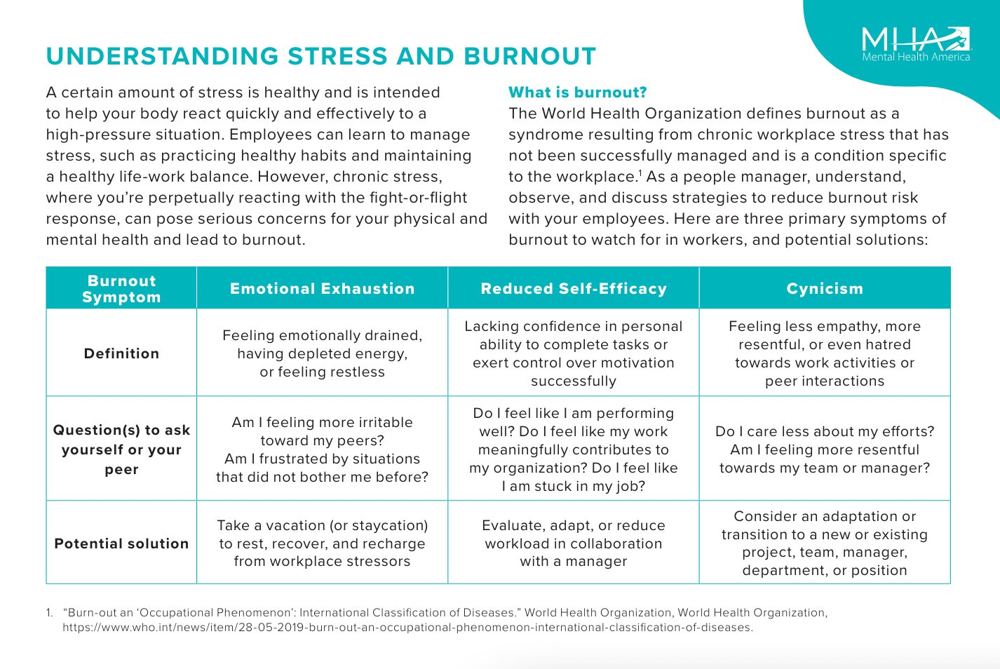 MHA
Mental Health America
UNDERSTANDING STRESS AND BURNOUT
A certain amount of stress is healthy and is intended
to help your body react quickly and effectively to a
high-pressure situation. Employees can learn to manage
stress, such as practicing healthy habits and maintaining
a healthy life-work balance. However, chronic stress,
where you’re perpetually reacting with the fight-or-flight
response, can pose serious concerns for your physical and
mental health and lead to burnout.
What is burnout?
The World Health Organization defines burnout as a
syndrome resulting from chronic workplace stress that has
not been successfully managed and is a condition specific
to the workplace.¹ As a people manager, understand,
observe, and discuss strategies to reduce burnout risk
with your employees. Here are three primary symptoms of
burnout to watch for in workers, and potential solutions:
Burnout
Symptom
Emotional Exhaustion
Reduced Self-Efficacy
Cynicism
Definition
Feeling emotionally drained,
having depleted energy,
or feeling restless
Lacking confidence in personal
ability to complete tasks or
exert control over motivation
successfully
Feeling less empathy, more
resentful, or even hatred
towards work activities or
peer interactions
Question(s) to ask
yourself or your
peer
Am I feeling more irritable
toward my peers?
Am I frustrated by situations
that did not bother me before?
Do I feel like I am performing
well? Do I feel like my work
meaningfully contributes to
my organization? Do I feel like
I am stuck in my job?
Do I care less about my efforts?
Am I feeling more resentful
towards my team or manager?
Potential solution
Take a vacation (or staycation)
to rest, recover, and recharge
from workplace stressors
Evaluate, adapt, or reduce
workload in collaboration
with a manager
Consider an adaptation or
transition to a new or existing
project, team, manager,
department, or position
1. “Burn-out an ‘Occupational Phenomenon’: International Classification of Diseases.” World Health Organization, World Health Organization,
https://www.who.int/news/item/28-05-2019-burn-out-an-occupational-phenomenon-international-classification-of-diseases.